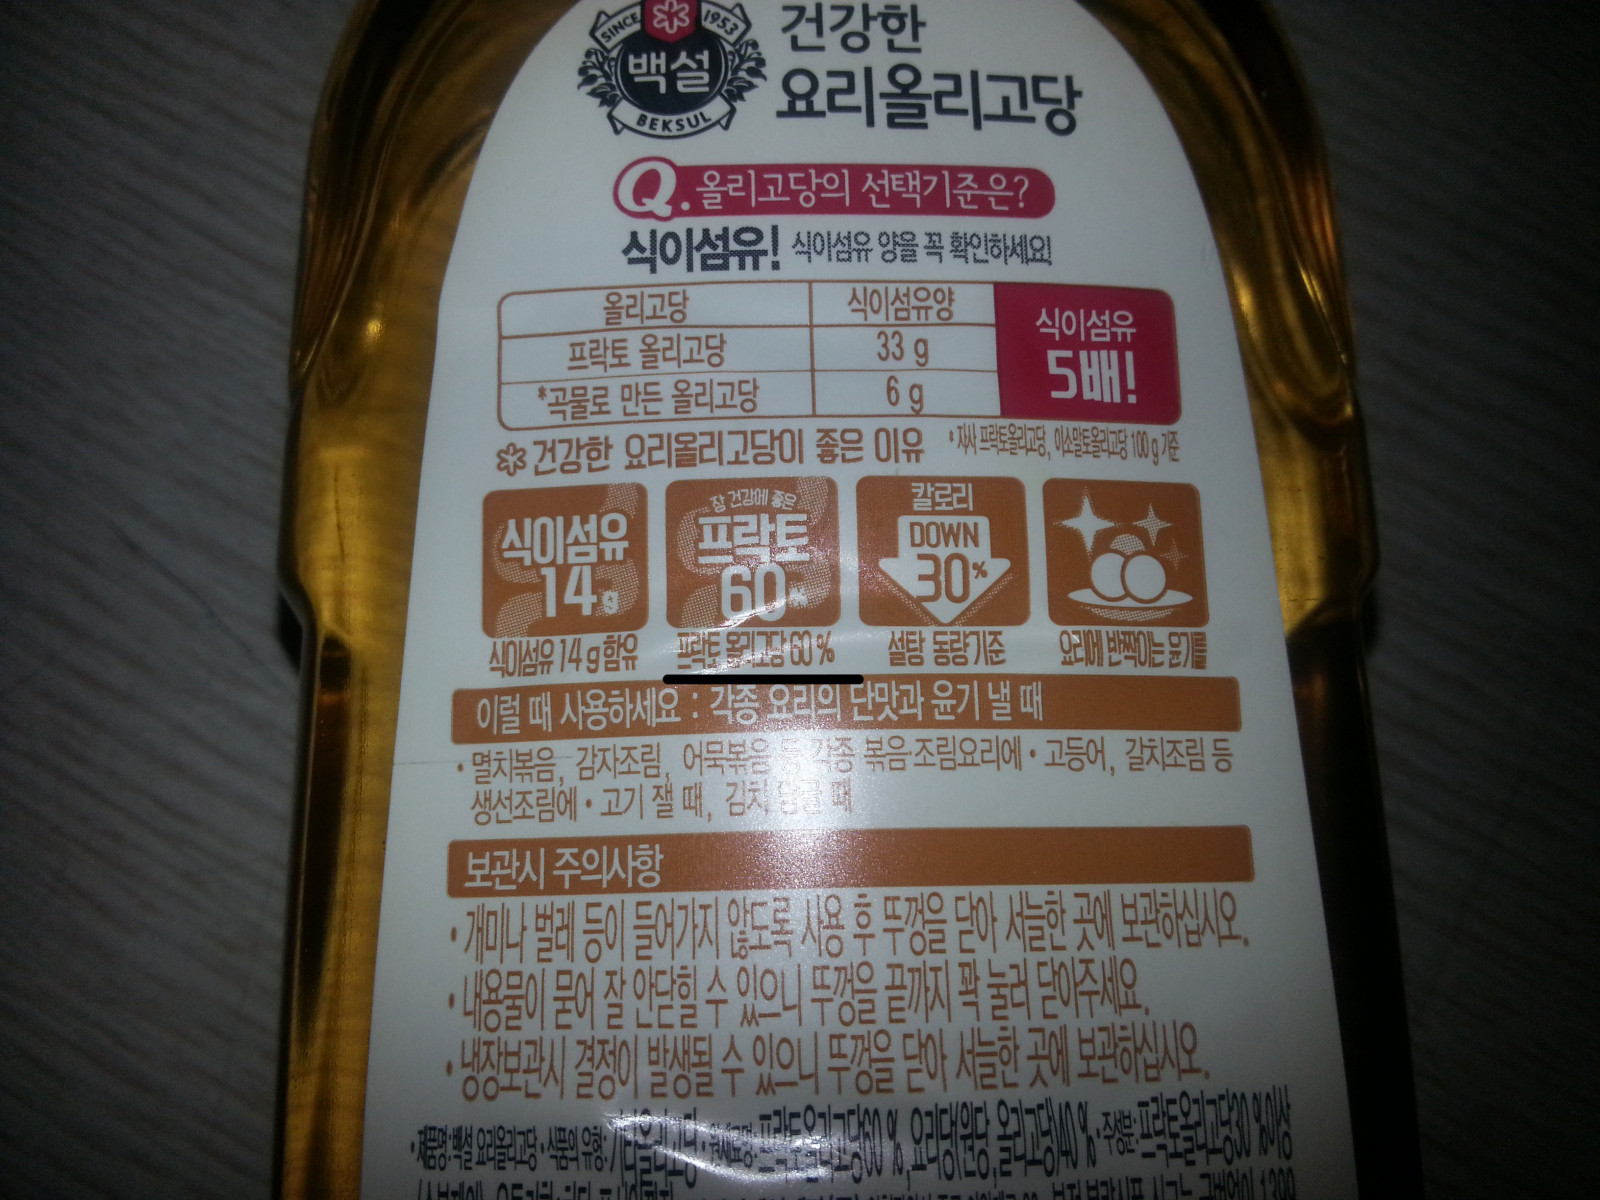 SINCE 1953
백설
BEKSUL
건강한
요리올리고당
Q. 올리고당의 선택기준은?
식이섬유! 식이섬유 양을 꼭 확인하세요!
올리고당 식이섬유양
프락토 올리고당 33 g
*곡물로 만든 올리고당 6 g
식이섬유
5배!
*자사 프락토올리고당, 이소말토올리고당 100 g 기준
건강한 요리올리고당이 좋은 이유
식이섬유
14g
식이섬유 14 g 함유
장 건강에 좋은
프락토
60%
프락토 올리고당 60 %
칼로리
DOWN
30%
설탕 동량기준
요리에 반짝이는 윤기를
이럴 때 사용하세요 : 각종 요리의 단맛과 윤기 낼 때
• 멸치볶음, 감자조림, 어묵볶음 등 각종 볶음·조림요리에 • 고등어, 갈치조림 등
생선조림에 • 고기 잴 때, 김치 담글 때
보관시 주의사항
• 개미나 벌레 등이 들어가지 않도록 사용 후 뚜껑을 닫아 서늘한 곳에 보관하십시오.
• 내용물이 묻어 잘 안닫힐 수 있으니 뚜껑을 끝까지 꽉 눌러 닫아주세요.
• 냉장보관시 결정이 발생될 수 있으니 뚜껑을 닫아 서늘한 곳에 보관하십시오.
• 제품명: 백설 요리올리고당 • 식품의 유형: 프락토올리고당60 %, 요리당(원당, 올리고당)40 % • 주성분: 프락토올리고당30 %이상